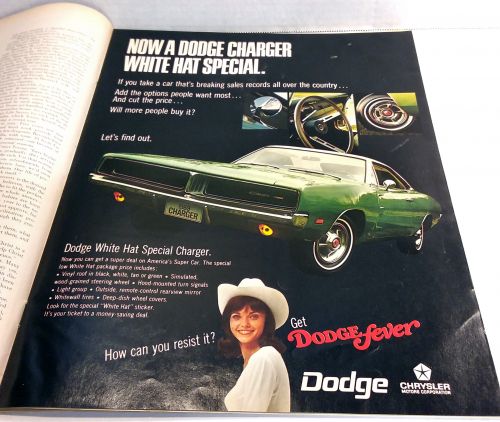 NOW A DODGE CHARGER
WHITE HAT SPECIAL.
If you take a car that's breaking sales records all over the country...
Add the options people want most...
And cut the price...
Will more people buy it?
Let's find out.
CHARGER
Dodge White Hat Special Charger.
Now you can get a super deal on America's Super Car. The special
low White Hat package price includes:
• Vinyl roof in black, white, tan or green • Simulated
wood-grained steering wheel • Hood-mounted turn signals
• Light group • Outside, remote control rearview mirror
• Whitewall tires • Deep-dish wheel covers.
Look for the special "White Hat" sticker.
It's your ticket to a money-saving deal.
How can you resist it?
Get
DODGE fever
Dodge
CHRYSLER
MOTORS CORPORATION